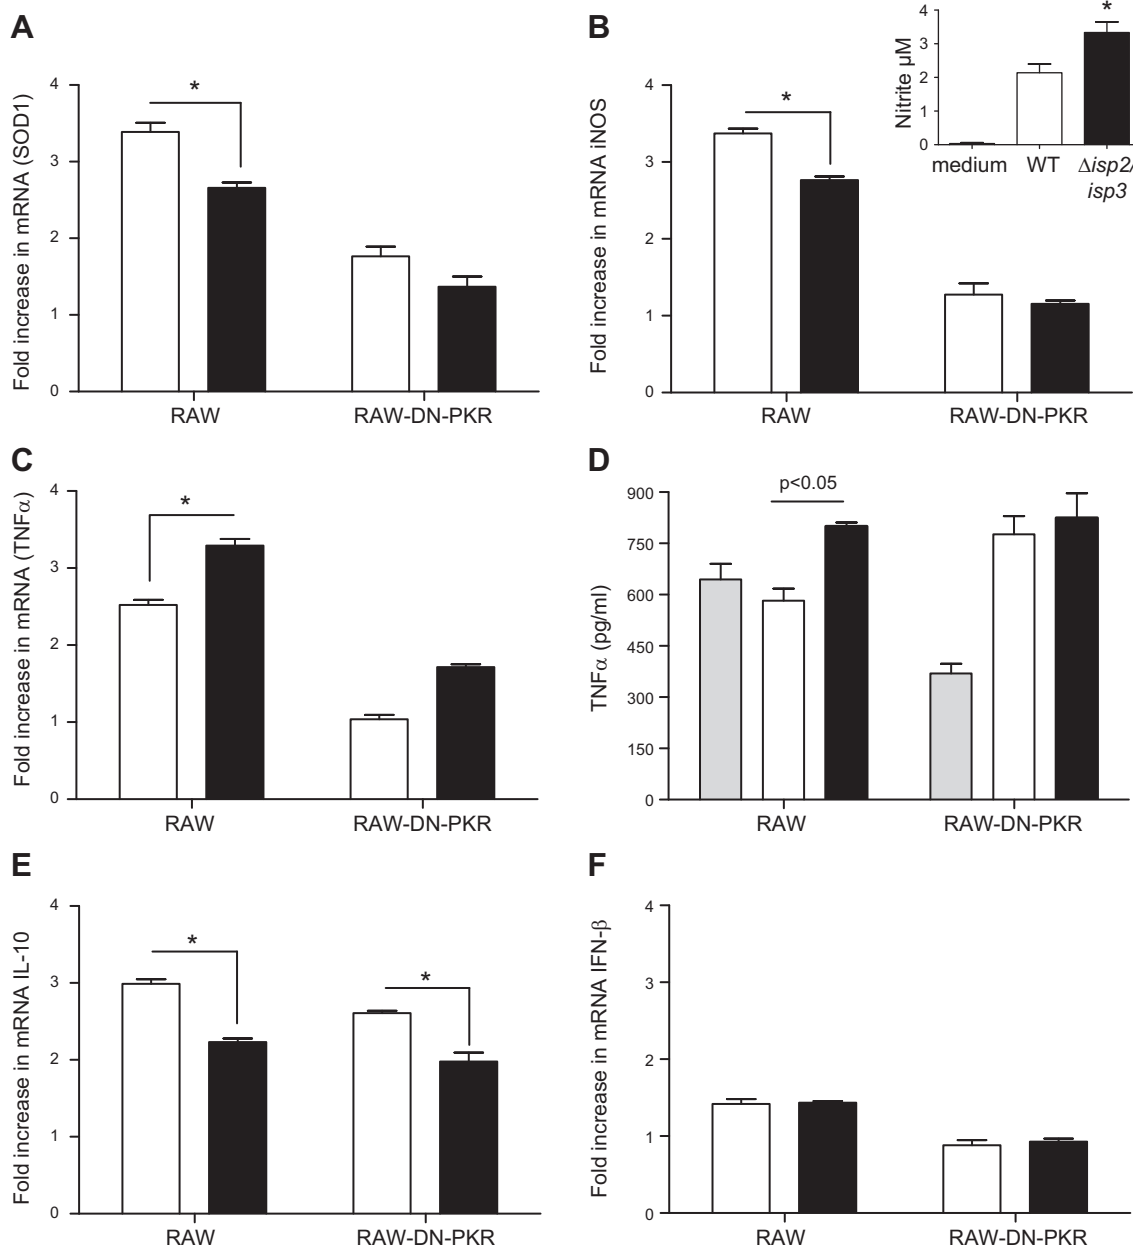 A
Fold increase in mRNA (SOD1)
4
3
2
1
0
*
RAW
RAW-DN-PKR
B
Fold increase in mRNA iNOS
4
3
2
1
0
*
RAW
RAW-DN-PKR
Nitrite µM
4
3
2
1
0
*
medium
WT
Δisp2/
isp3
C
Fold increase in mRNA (TNFα)
4
3
2
1
0
*
RAW
RAW-DN-PKR
D
TNFα (pg/ml)
900
750
600
450
300
150
0
p<0.05
RAW
RAW-DN-PKR
E
Fold increase in mRNA IL-10
4
3
2
1
0
*
*
RAW
RAW-DN-PKR
F
Fold increase in mRNA IFN-β
4
3
2
1
0
RAW
RAW-DN-PKR